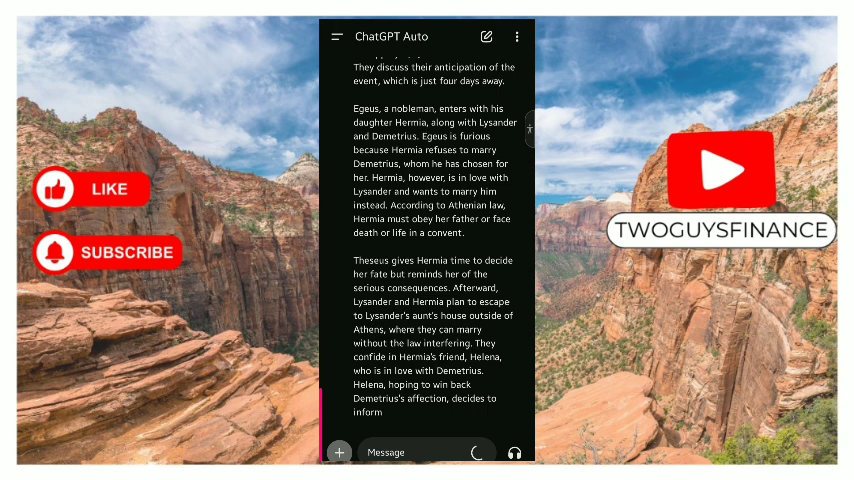 ChatGPT Auto
They discuss their anticipation of the
event, which is just four days away.
Egeus, a nobleman, enters with his
daughter Hermia, along with Lysander
and Demetrius. Egeus is furious
because Hermia refuses to marry
Demetrius, whom he has chosen for
her. Hermia, however, is in love with
Lysander and wants to marry him
instead. According to Athenian law,
Hermia must obey her father or face
death or life in a convent.
Theseus gives Hermia time to decide
her fate but reminds her of the
serious consequences. Afterward,
Lysander and Hermia plan to escape
to Lysander's aunt's house outside of
Athens, where they can marry
without the law interfering. They
confide in Hermia's friend, Helena,
who is in love with Demetrius.
Helena, hoping to win back
Demetrius's affection, decides to
inform
Message
LIKE
SUBSCRIBE
TWOGUYSFINANCE